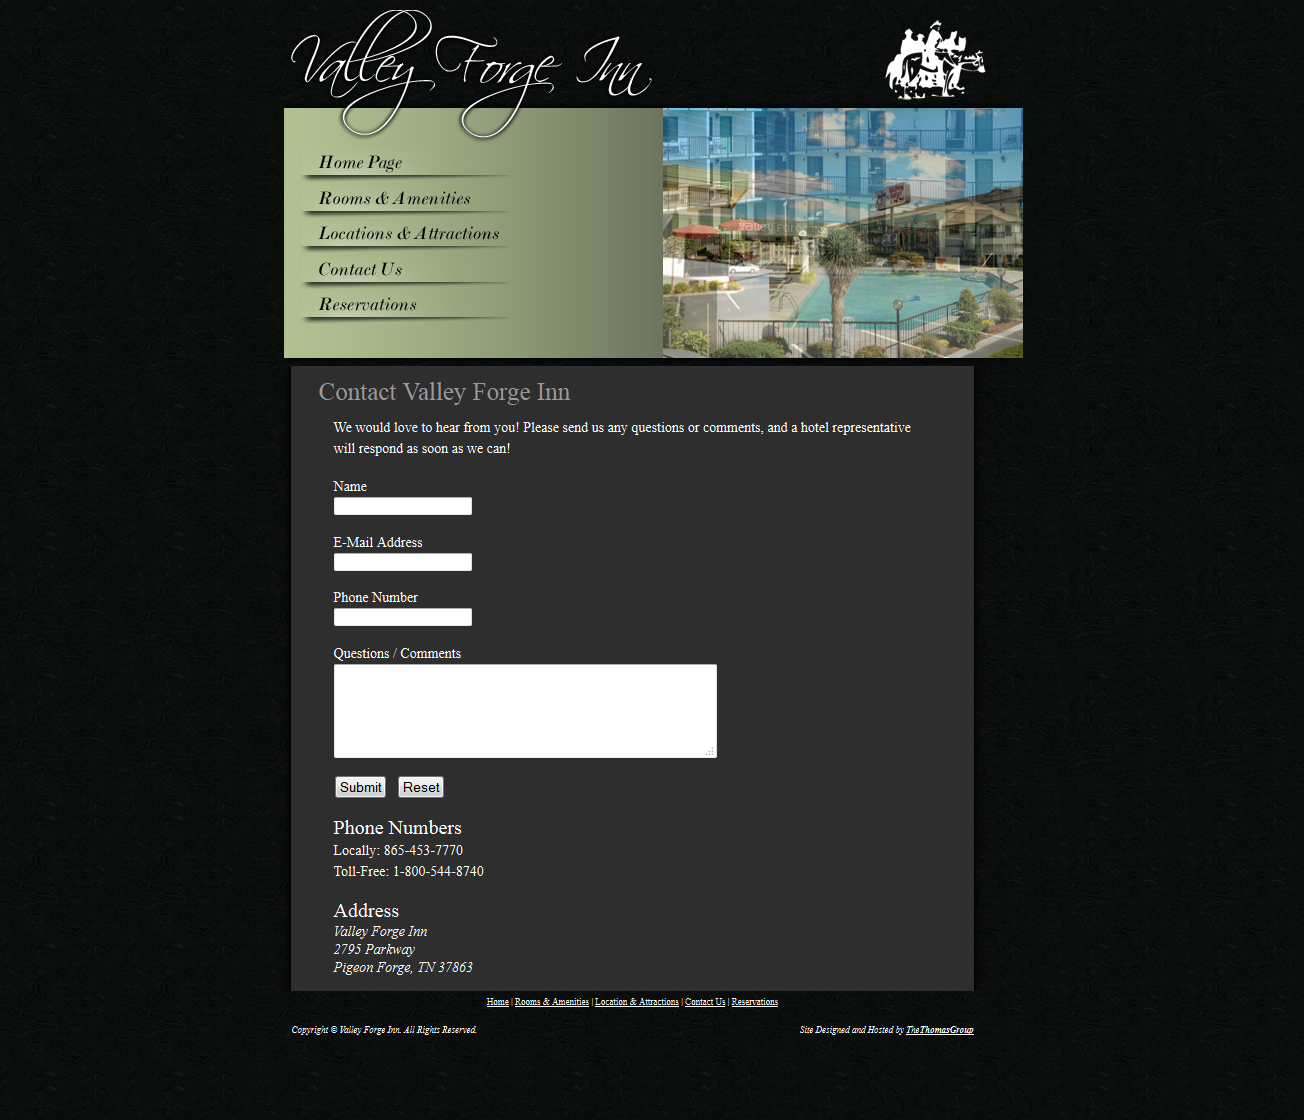 Valley Forge Inn
Home Page
Rooms & Amenities
Locations & Attractions
Contact Us
Reservations
Contact Valley Forge Inn
We would love to hear from you! Please send us any questions or comments, and a hotel representative
will respond as soon as we can!
Name
E-Mail Address
Phone Number
Questions / Comments
Submit Reset
Phone Numbers
Locally: 865-453-7770
Toll-Free: 1-800-544-8740
Address
Valley Forge Inn
2795 Parkway
Pigeon Forge, TN 37863
Home | Rooms & Amenities | Location & Attractions | Contact Us | Reservations
Copyright © Valley Forge Inn. All Rights Reserved. Site Designed and Hosted by TheThomasGroup